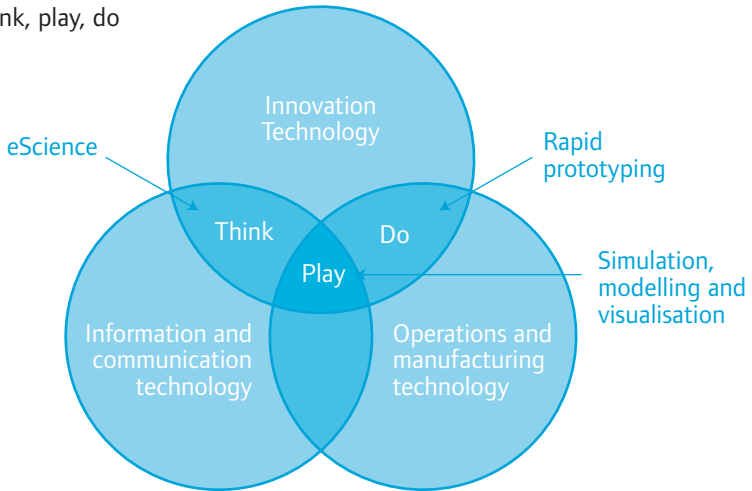 nk, play, do
Innovation
Technology
eScience
Rapid
prototyping
Think
Do
Play
Simulation,
modelling and
visualisation
Information and
communication
technology
Operations and
manufacturing
technology